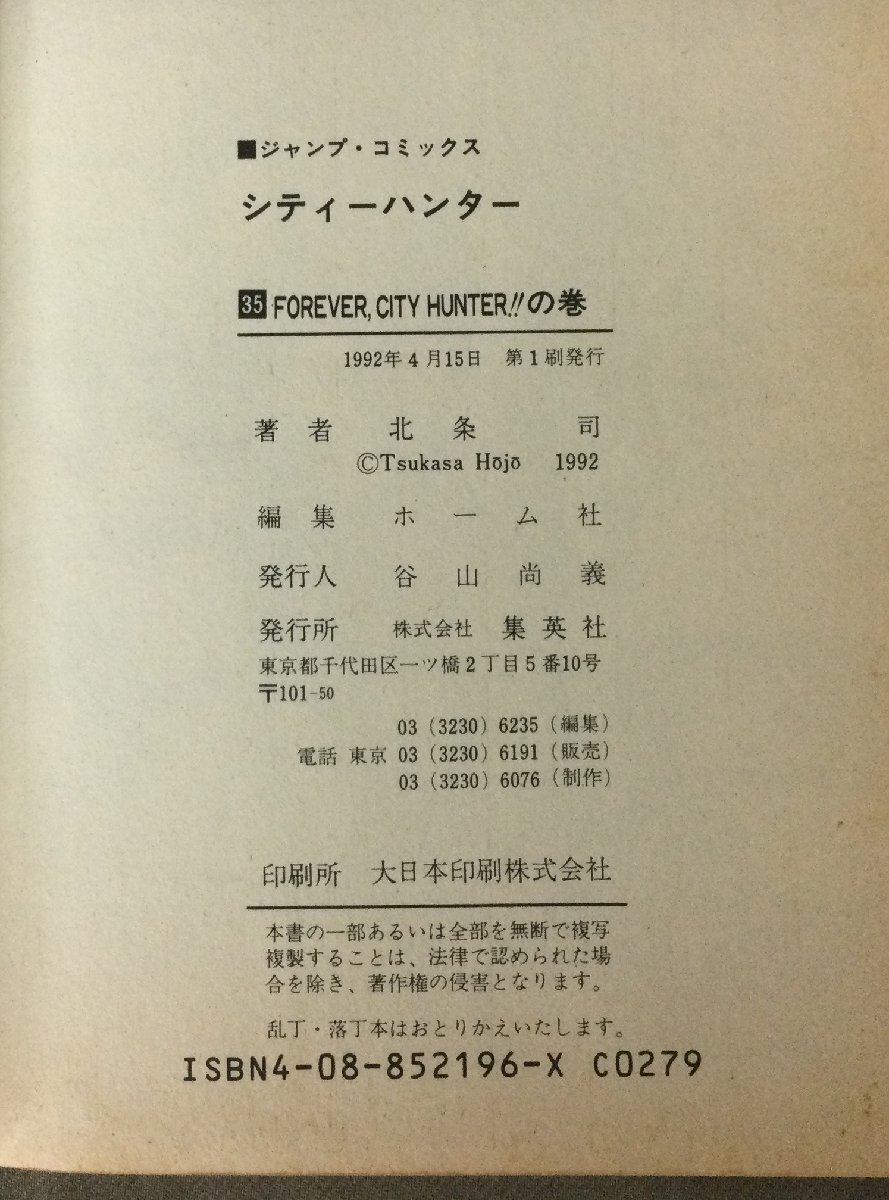 ■ジャンプ・コミックス
シティーハンター
35 FOREVER, CITY HUNTER!!の巻
1992年4月15日 第1刷発行
著者 北条 司
©Tsukasa Hōjō 1992
編集 ホーム社
発行人 谷山尚義
発行所 株式会社 集英社
東京都千代田区一ツ橋2丁目5番10号
〒101-50
03 (3230) 6235 (編集)
電話 東京 03 (3230) 6191 (販売)
03 (3230) 6076 (制作)
印刷所 大日本印刷株式会社
本書の一部あるいは全部を無断で複写
複製することは、法律で認められた場
合を除き、著作権の侵害となります。
乱丁・落丁本はおとりかえいたします。
ISBN4-08-852196-X C0279